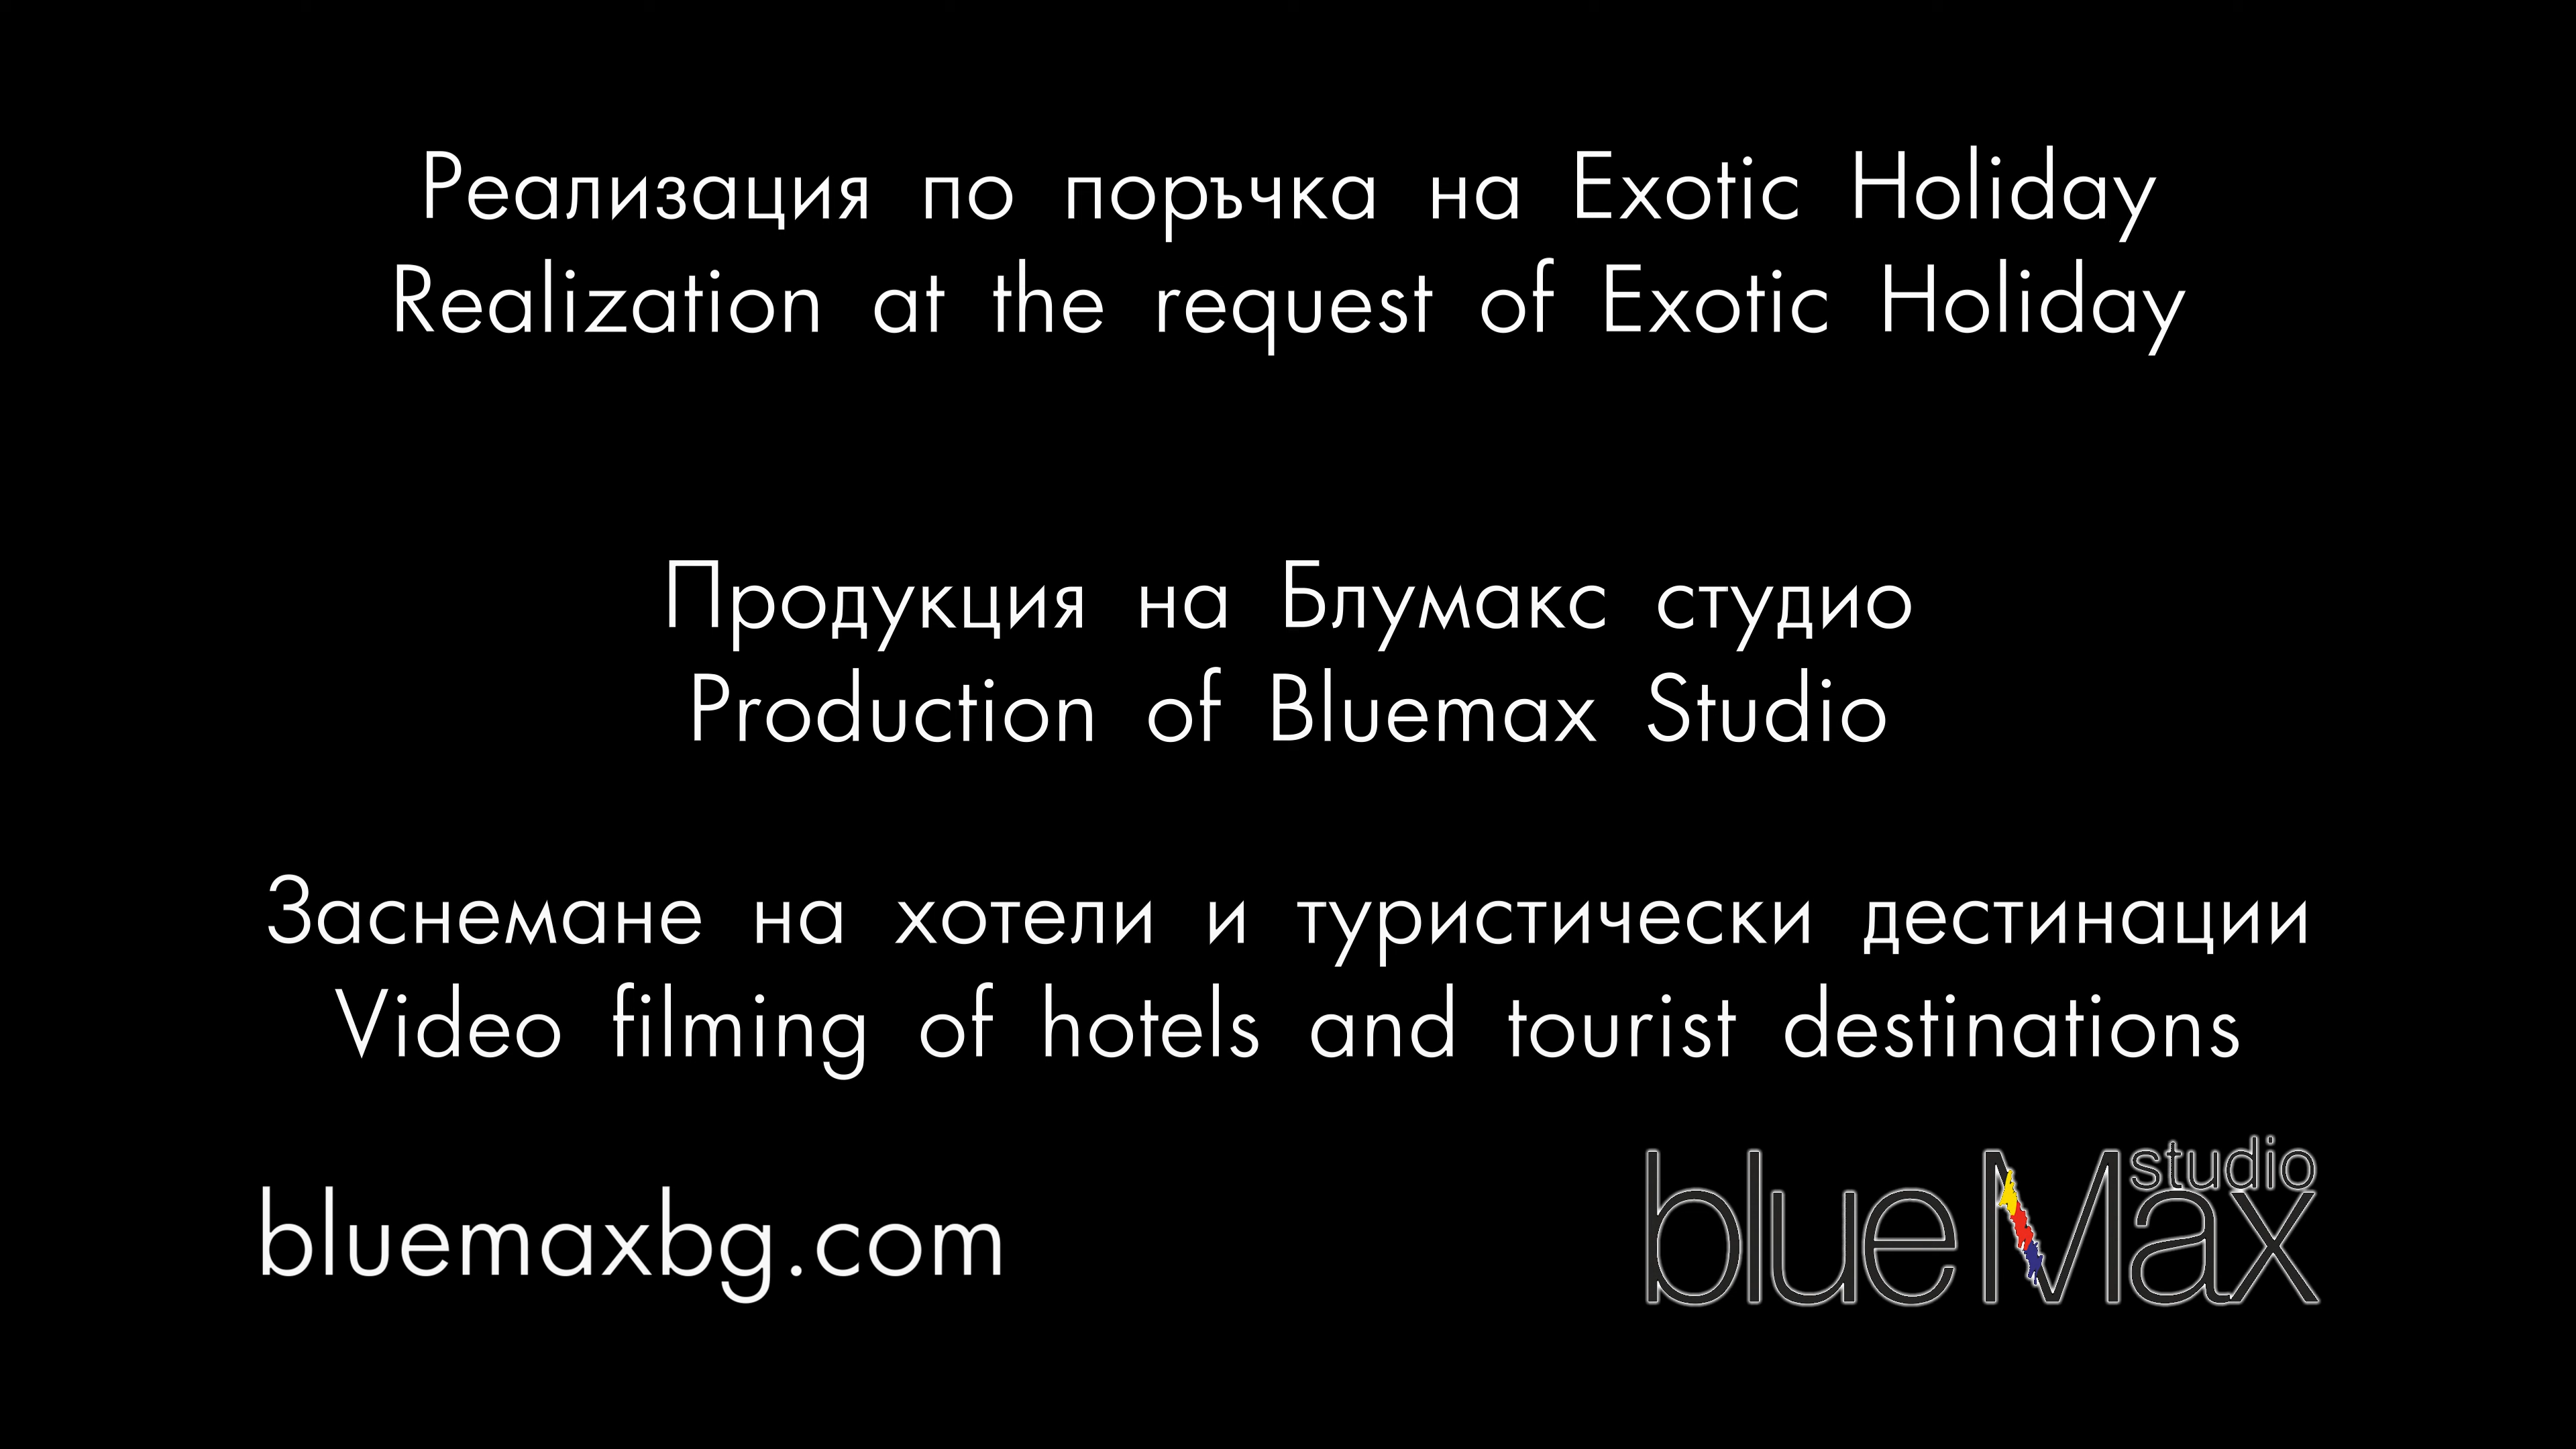 Реализация по поръчка на Exotic Holiday
Realization at the request of Exotic Holiday
Продукция на Блумакс студио
Production of Bluemax Studio
Заснемане на хотели и туристически дестинации
Video filming of hotels and tourist destinations
bluemaxbg.com
blueMax studio